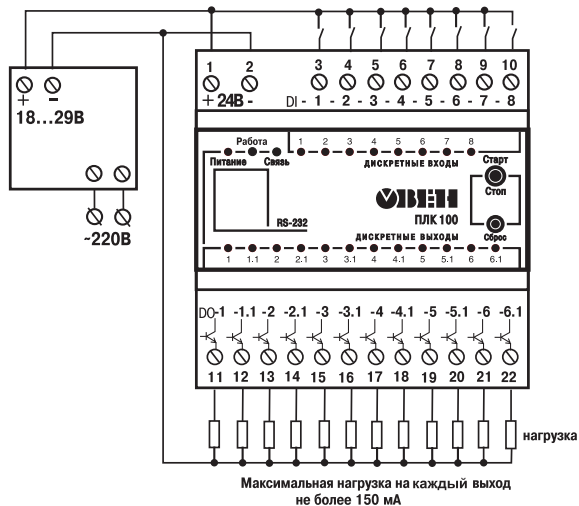 1 2 3 4 5 6 7 8 9 10
+ 24В - DI - 1 - 2 - 3 - 4 - 5 - 6 - 7 - 8
+ -
18...29В
~220В
Работа
Питание Связь
1 2 3 4 5 6 7 8
ДИСКРЕТНЫЕ ВХОДЫ
Старт
Стоп
ОВЕН
ПЛК 100
RS-232
ДИСКРЕТНЫЕ ВЫХОДЫ
Сброс
1 1.1 2 2.1 3 3.1 4 4.1 5 5.1 6 6.1
DO-1 -1.1 -2 -2.1 -3 -3.1 -4 -4.1 -5 -5.1 -6 -6.1
11 12 13 14 15 16 17 18 19 20 21 22
нагрузка
Максимальная нагрузка на каждый выход
не более 150 мА